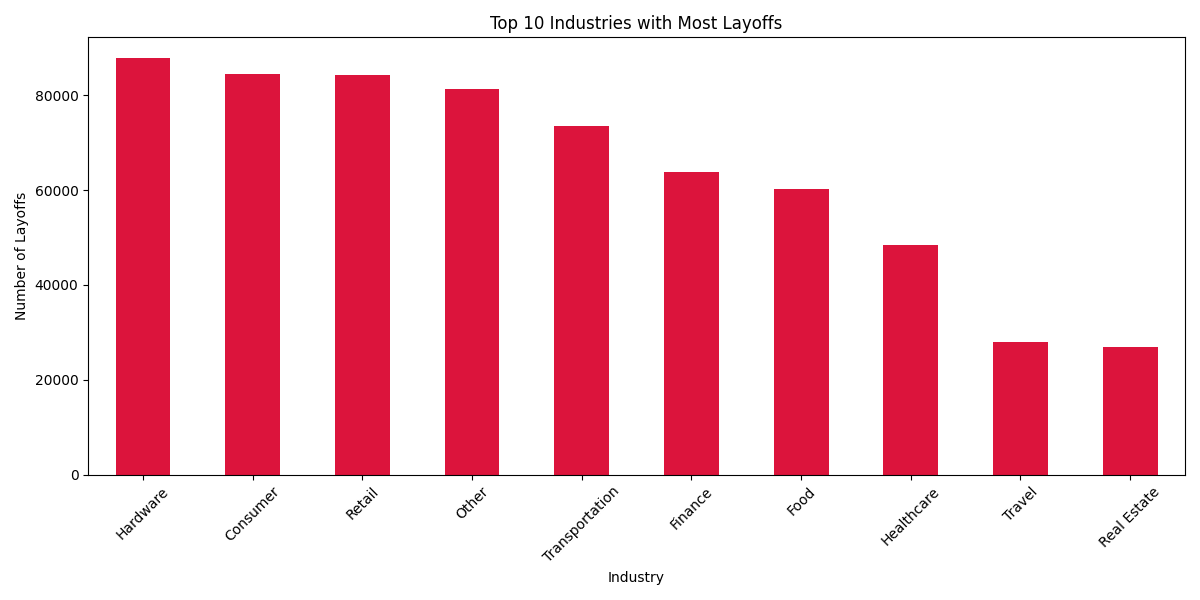 Top 10 Industries with Most Layoffs
Number of Layoffs
80000
60000
40000
20000
0
Hardware
Consumer
Retail
Other
Transportation
Finance
Food
Healthcare
Travel
Real Estate
Industry